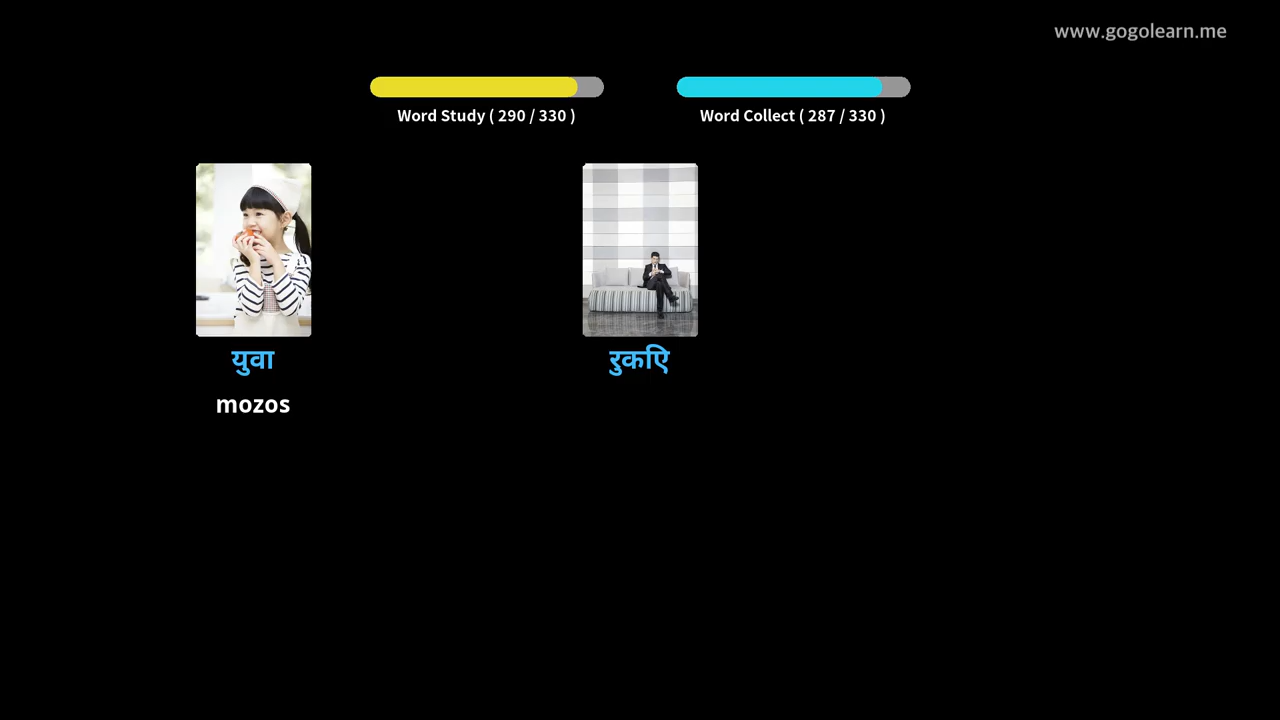 www.gogolearn.me
Word Study ( 290 / 330 )
Word Collect ( 287 / 330 )
युवा
रुकिए
mozos